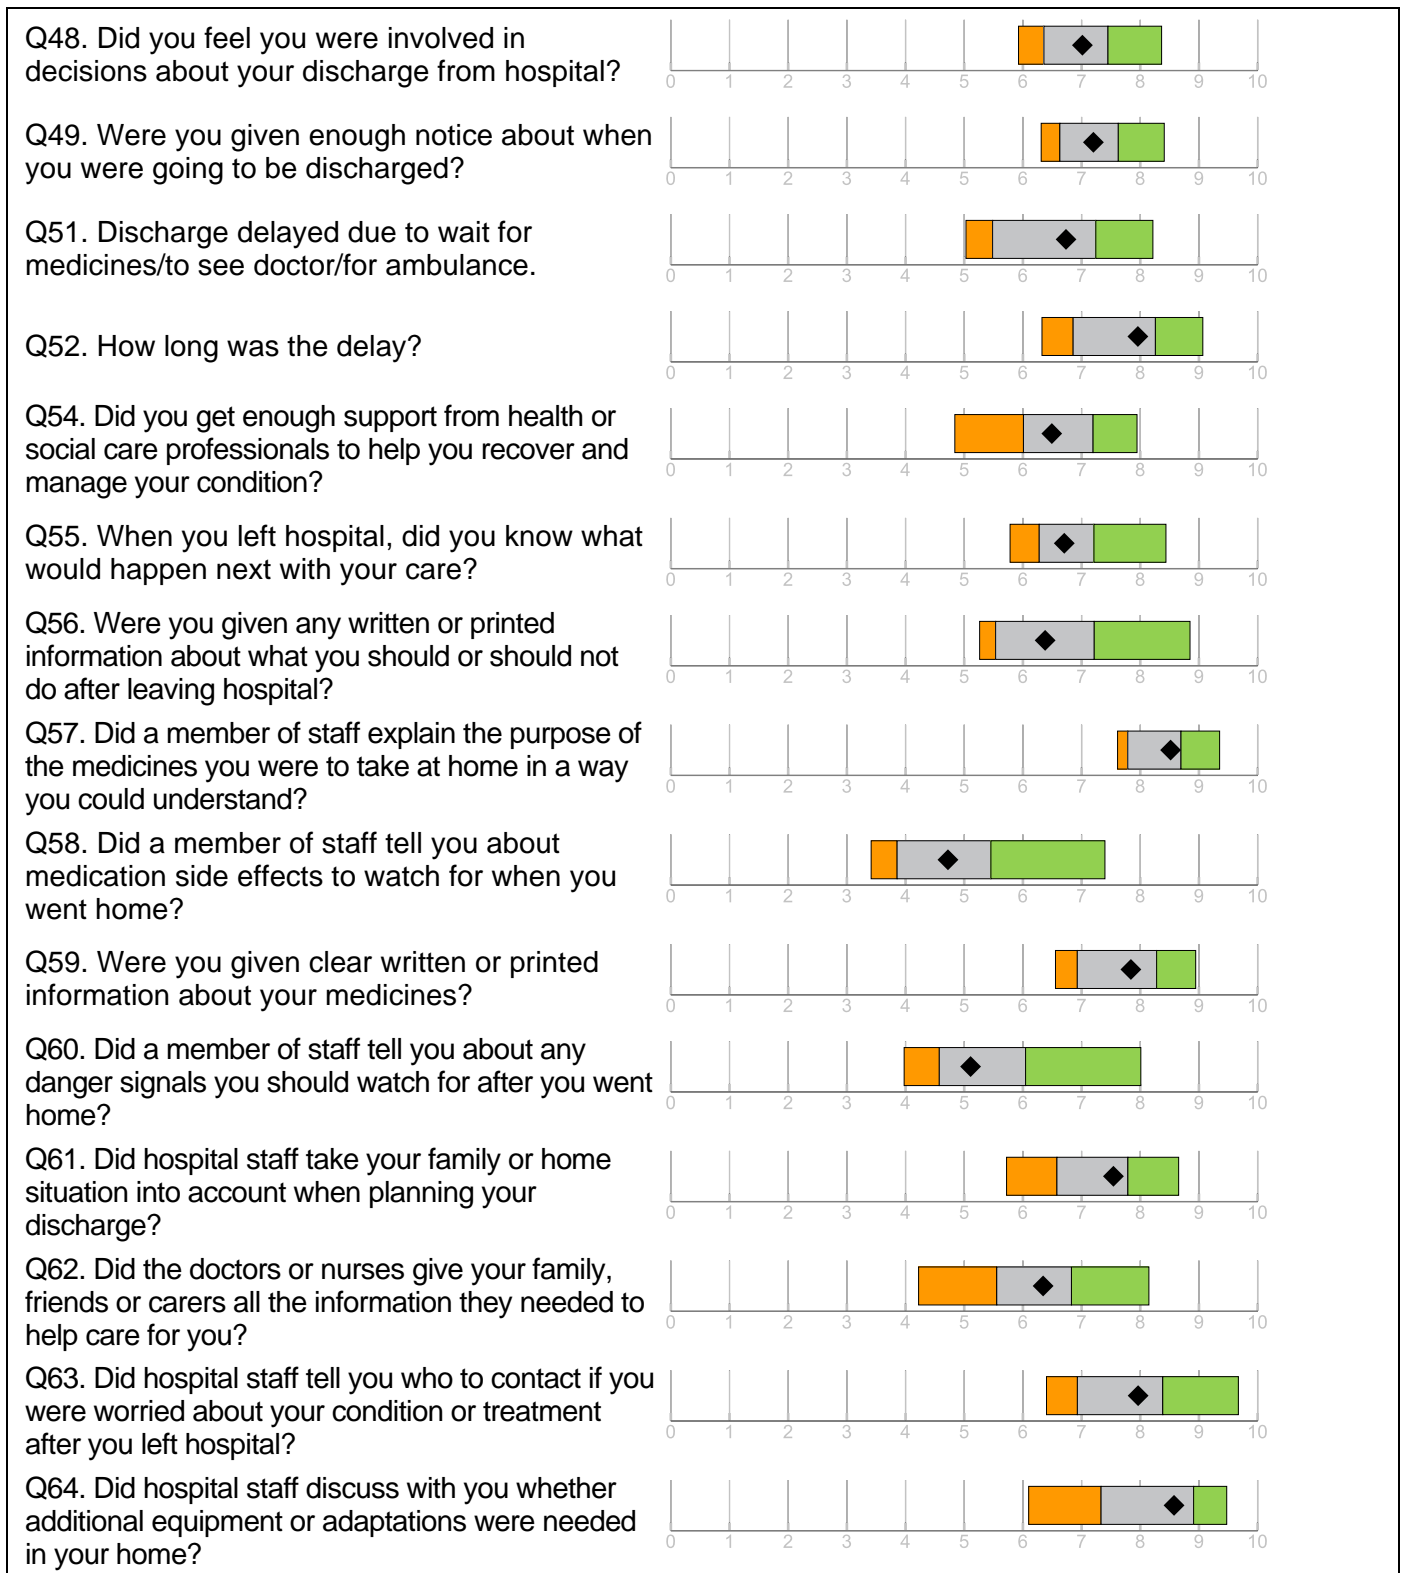 Q48. Did you feel you were involved in
decisions about your discharge from hospital?
0 1 2 3 4 5 6 7 8 9 10
Q49. Were you given enough notice about when
you were going to be discharged?
0 1 2 3 4 5 6 7 8 9 10
Q51. Discharge delayed due to wait for
medicines/to see doctor/for ambulance.
0 1 2 3 4 5 6 7 8 9 10
Q52. How long was the delay?
0 1 2 3 4 5 6 7 8 9 10
Q54. Did you get enough support from health or
social care professionals to help you recover and
manage your condition?
0 1 2 3 4 5 6 7 8 9 10
Q55. When you left hospital, did you know what
would happen next with your care?
0 1 2 3 4 5 6 7 8 9 10
Q56. Were you given any written or printed
information about what you should or should not
do after leaving hospital?
0 1 2 3 4 5 6 7 8 9 10
Q57. Did a member of staff explain the purpose of
the medicines you were to take at home in a way
you could understand?
0 1 2 3 4 5 6 7 8 9 10
Q58. Did a member of staff tell you about
medication side effects to watch for when you
went home?
0 1 2 3 4 5 6 7 8 9 10
Q59. Were you given clear written or printed
information about your medicines?
0 1 2 3 4 5 6 7 8 9 10
Q60. Did a member of staff tell you about any
danger signals you should watch for after you went
home?
0 1 2 3 4 5 6 7 8 9 10
Q61. Did hospital staff take your family or home
situation into account when planning your
discharge?
0 1 2 3 4 5 6 7 8 9 10
Q62. Did the doctors or nurses give your family,
friends or carers all the information they needed to
help care for you?
0 1 2 3 4 5 6 7 8 9 10
Q63. Did hospital staff tell you who to contact if you
were worried about your condition or treatment
after you left hospital?
0 1 2 3 4 5 6 7 8 9 10
Q64. Did hospital staff discuss with you whether
additional equipment or adaptations were needed
in your home?
0 1 2 3 4 5 6 7 8 9 10